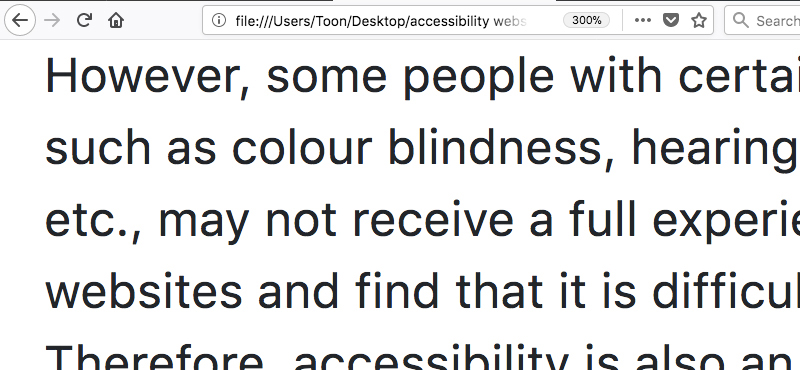 file:///Users/Toon/Desktop/accessibility webs
300%
Search
However, some people with certai
such as colour blindness, hearing
etc., may not receive a full experie
websites and find that it is difficul
Therefore, accessibility is also an